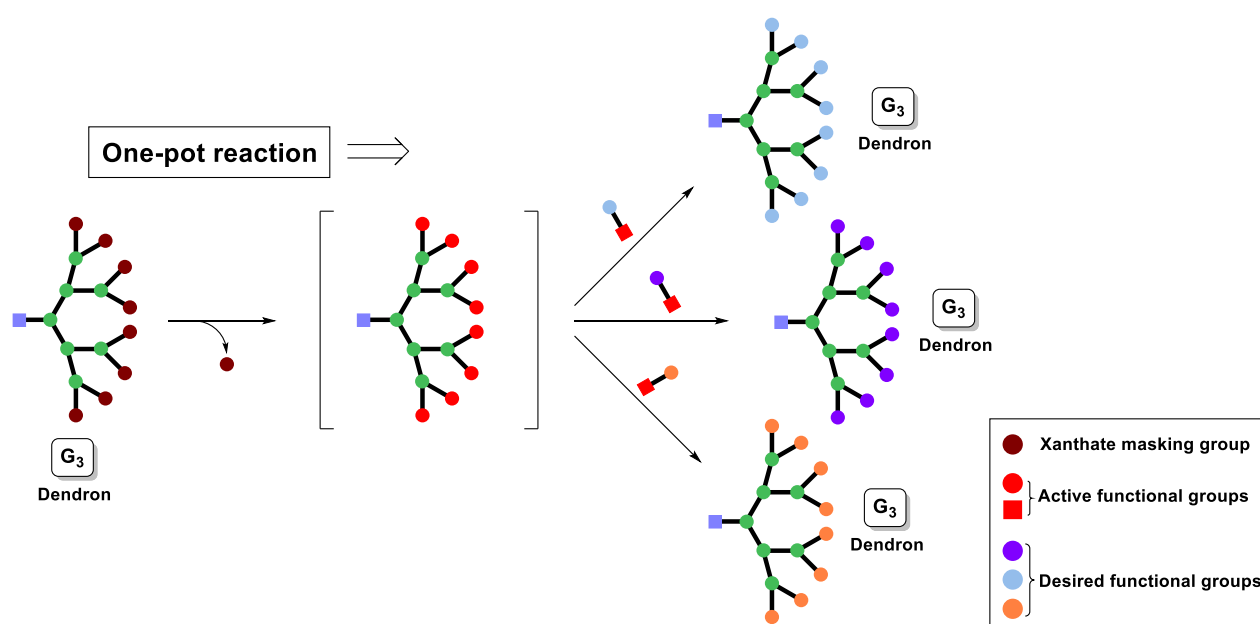 G3
Dendron
One-pot reaction
G3
Dendron
G3
Dendron
G3
Dendron
Xanthate masking group
Active functional groups
Desired functional groups